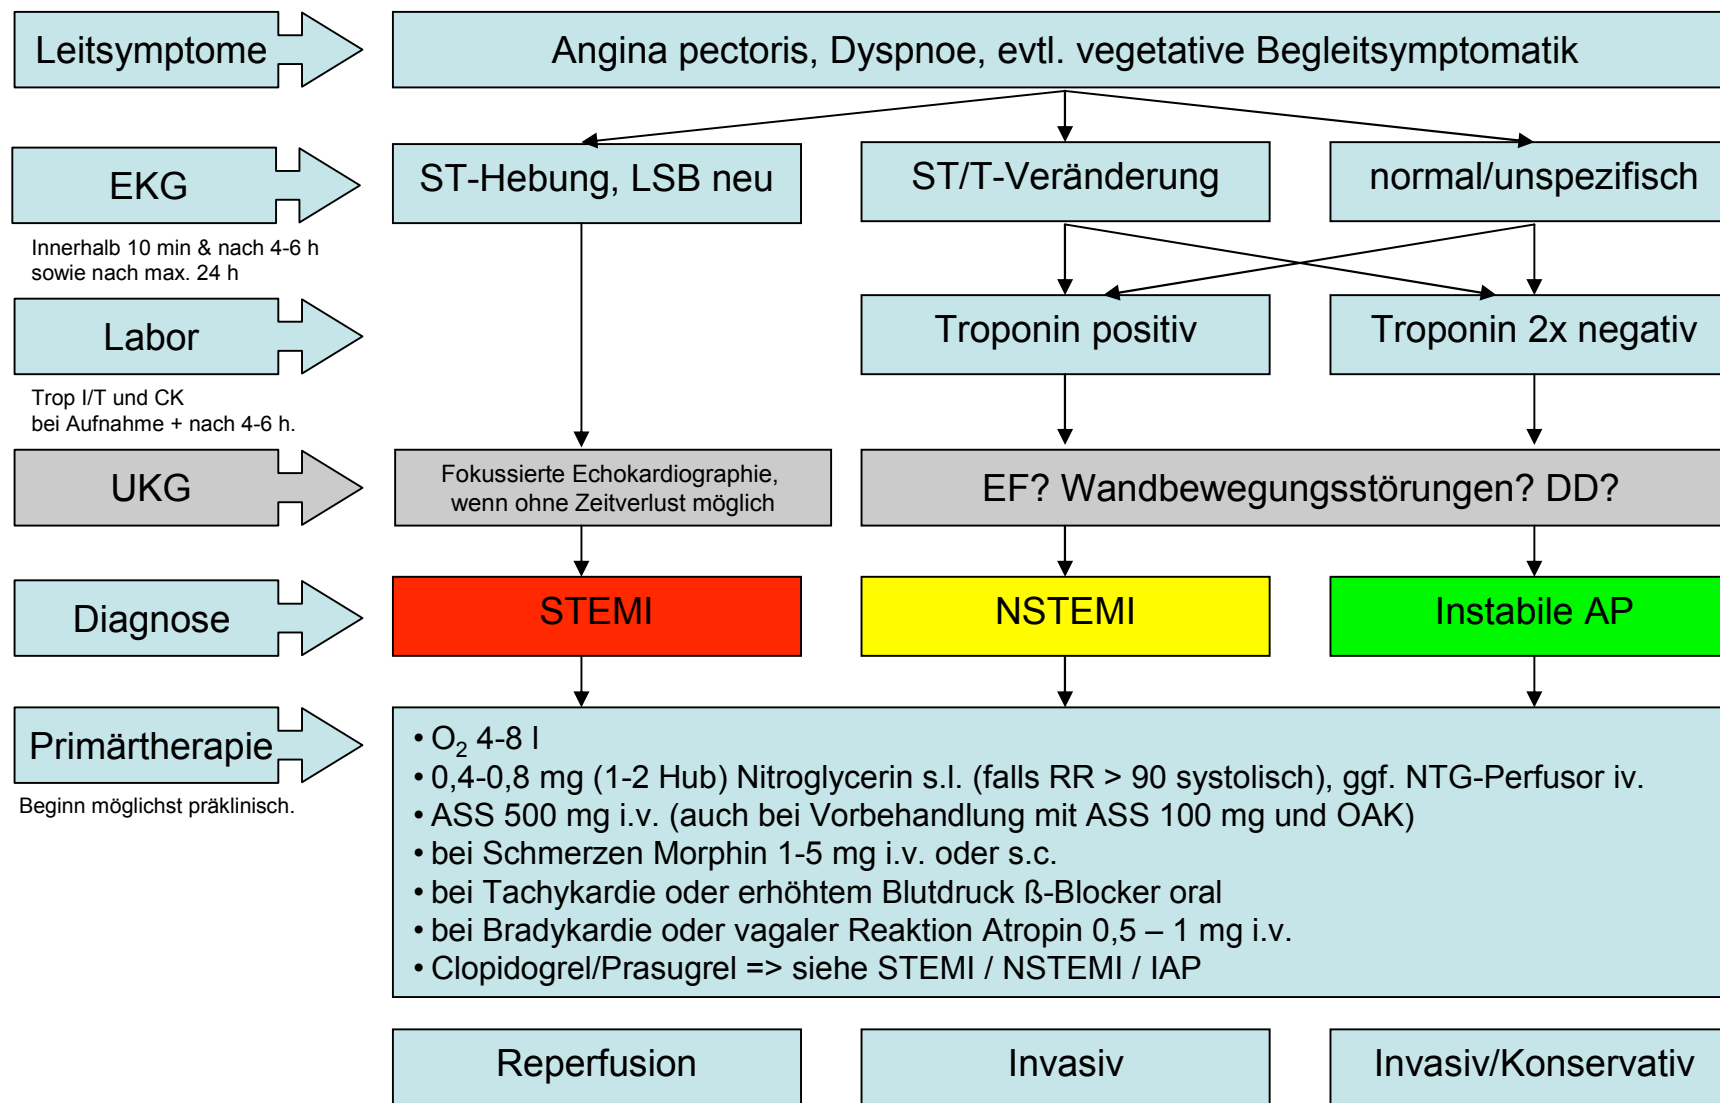 Leitsymptome
Angina pectoris, Dyspnoe, evtl. vegetative Begleitsymptomatik
EKG
ST-Hebung, LSB neu
ST/T-Veränderung
normal/unspezifisch
Innerhalb 10 min & nach 4-6 h
sowie nach max. 24 h
Labor
Troponin positiv
Troponin 2x negativ
Trop I/T und CK
bei Aufnahme + nach 4-6 h.
UKG
Fokussierte Echokardiographie,
wenn ohne Zeitverlust möglich
EF? Wandbewegungsstörungen? DD?
Diagnose
STEMI
NSTEMI
Instabile AP
Primärtherapie
Beginn möglichst präklinisch.
• O₂ 4-8 l
• 0,4-0,8 mg (1-2 Hub) Nitroglycerin s.l. (falls RR > 90 systolisch), ggf. NTG-Perfusor iv.
• ASS 500 mg i.v. (auch bei Vorbehandlung mit ASS 100 mg und OAK)
• bei Schmerzen Morphin 1-5 mg i.v. oder s.c.
• bei Tachykardie oder erhöhtem Blutdruck ß-Blocker oral
• bei Bradykardie oder vagaler Reaktion Atropin 0,5 – 1 mg i.v.
• Clopidogrel/Prasugrel => siehe STEMI / NSTEMI / IAP
Reperfusion
Invasiv
Invasiv/Konservativ